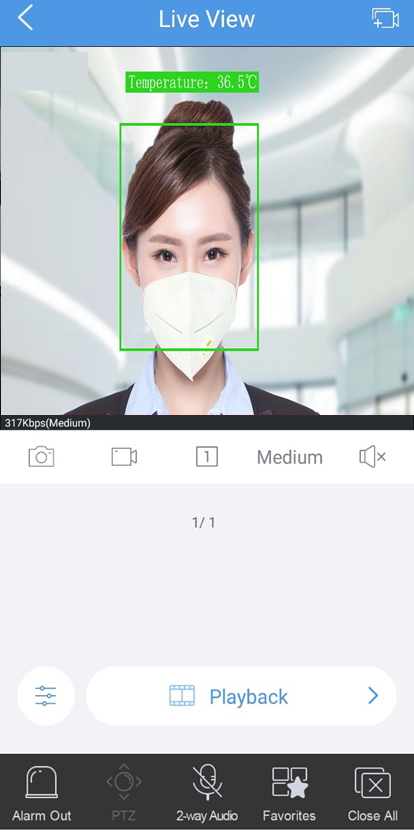 Live View
Temperature: 36.5℃
317Kbps(Medium)
1
Medium
1/ 1
Playback
Alarm Out
PTZ
2-way Audio
Favorites
Close All